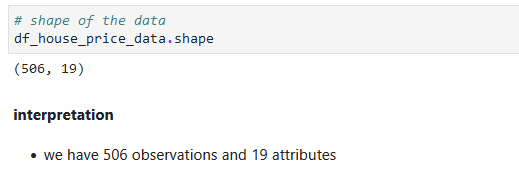 # shape of the data
df_house_price_data.shape
(506, 19)
interpretation
• we have 506 observations and 19 attributes